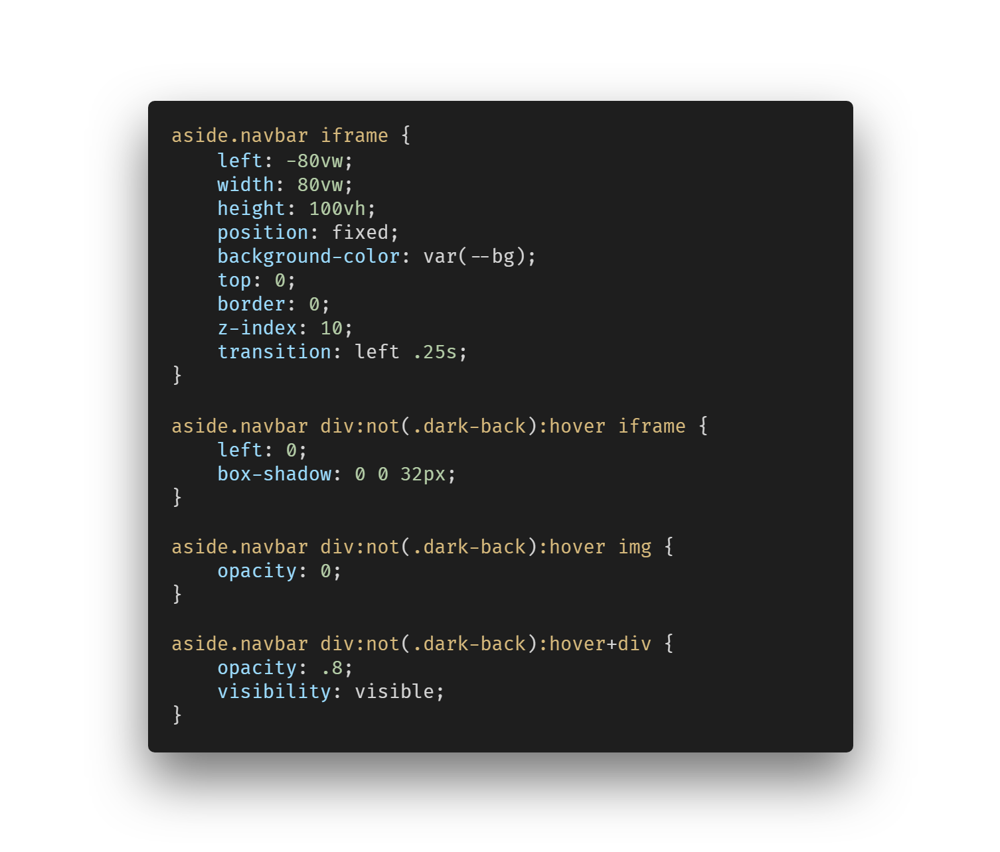 aside.navbar iframe {
    left: -80vw;
    width: 80vw;
    height: 100vh;
    position: fixed;
    background-color: var(--bg);
    top: 0;
    border: 0;
    z-index: 10;
    transition: left .25s;
}

aside.navbar div:not(.dark-back):hover iframe {
    left: 0;
    box-shadow: 0 0 32px;
}

aside.navbar div:not(.dark-back):hover img {
    opacity: 0;
}

aside.navbar div:not(.dark-back):hover+div {
    opacity: .8;
    visibility: visible;
}